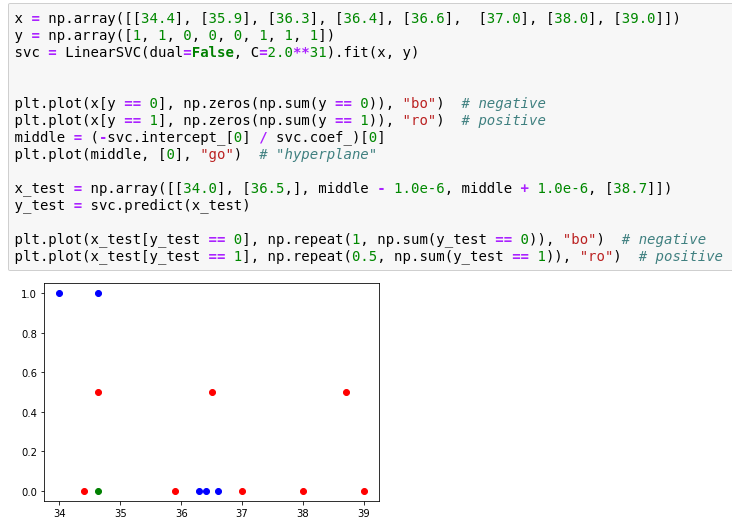 x = np.array([[34.4], [35.9], [36.3], [36.4], [36.6],  [37.0], [38.0], [39.0]])
y = np.array([1, 1, 0, 0, 0, 1, 1, 1])
svc = LinearSVC(dual=False, C=2.0**31).fit(x, y)
plt.plot(x[y == 0], np.zeros(np.sum(y == 0)), "bo")  # negative
plt.plot(x[y == 1], np.zeros(np.sum(y == 1)), "ro")  # positive
middle = (-svc.intercept_[0] / svc.coef_)[0]
plt.plot(middle, [0], "go")  # "hyperplane"
x_test = np.array([[34.0], [36.5,], middle - 1.0e-6, middle + 1.0e-6, [38.7]])
y_test = svc.predict(x_test)
plt.plot(x_test[y_test == 0], np.repeat(1, np.sum(y_test == 0)), "bo")  # negative
plt.plot(x_test[y_test == 1], np.repeat(0.5, np.sum(y_test == 1)), "ro")  # positive
1.0
0.8
0.6
0.4
0.2
0.0
34 35 36 37 38 39